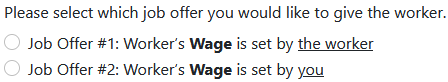 Please select which job offer you would like to give the worker.
Job Offer #1: Worker's Wage is set by the worker
Job Offer #2: Worker's Wage is set by you